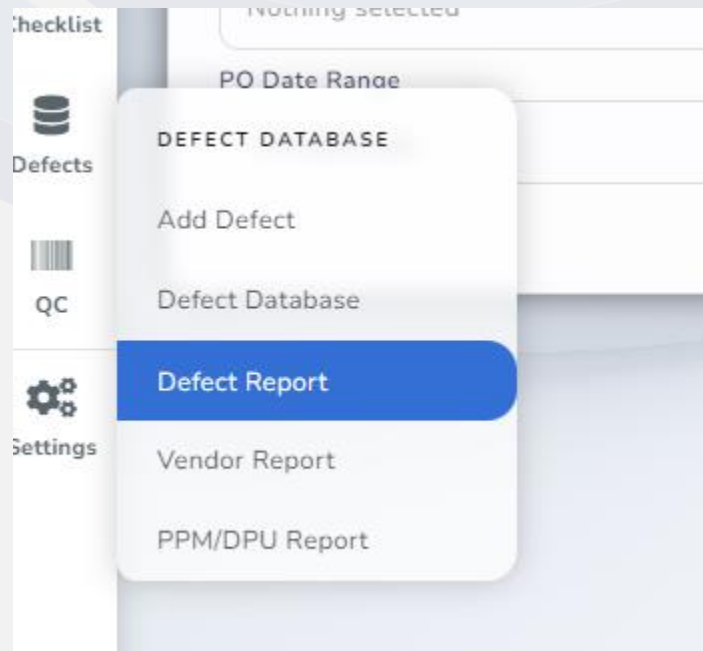 Checklist
Nothing selected
PO Date Range
Defects
DEFECT DATABASE
Add Defect
QC
Defect Database
Defect Report
Settings
Vendor Report
PPM/DPU Report